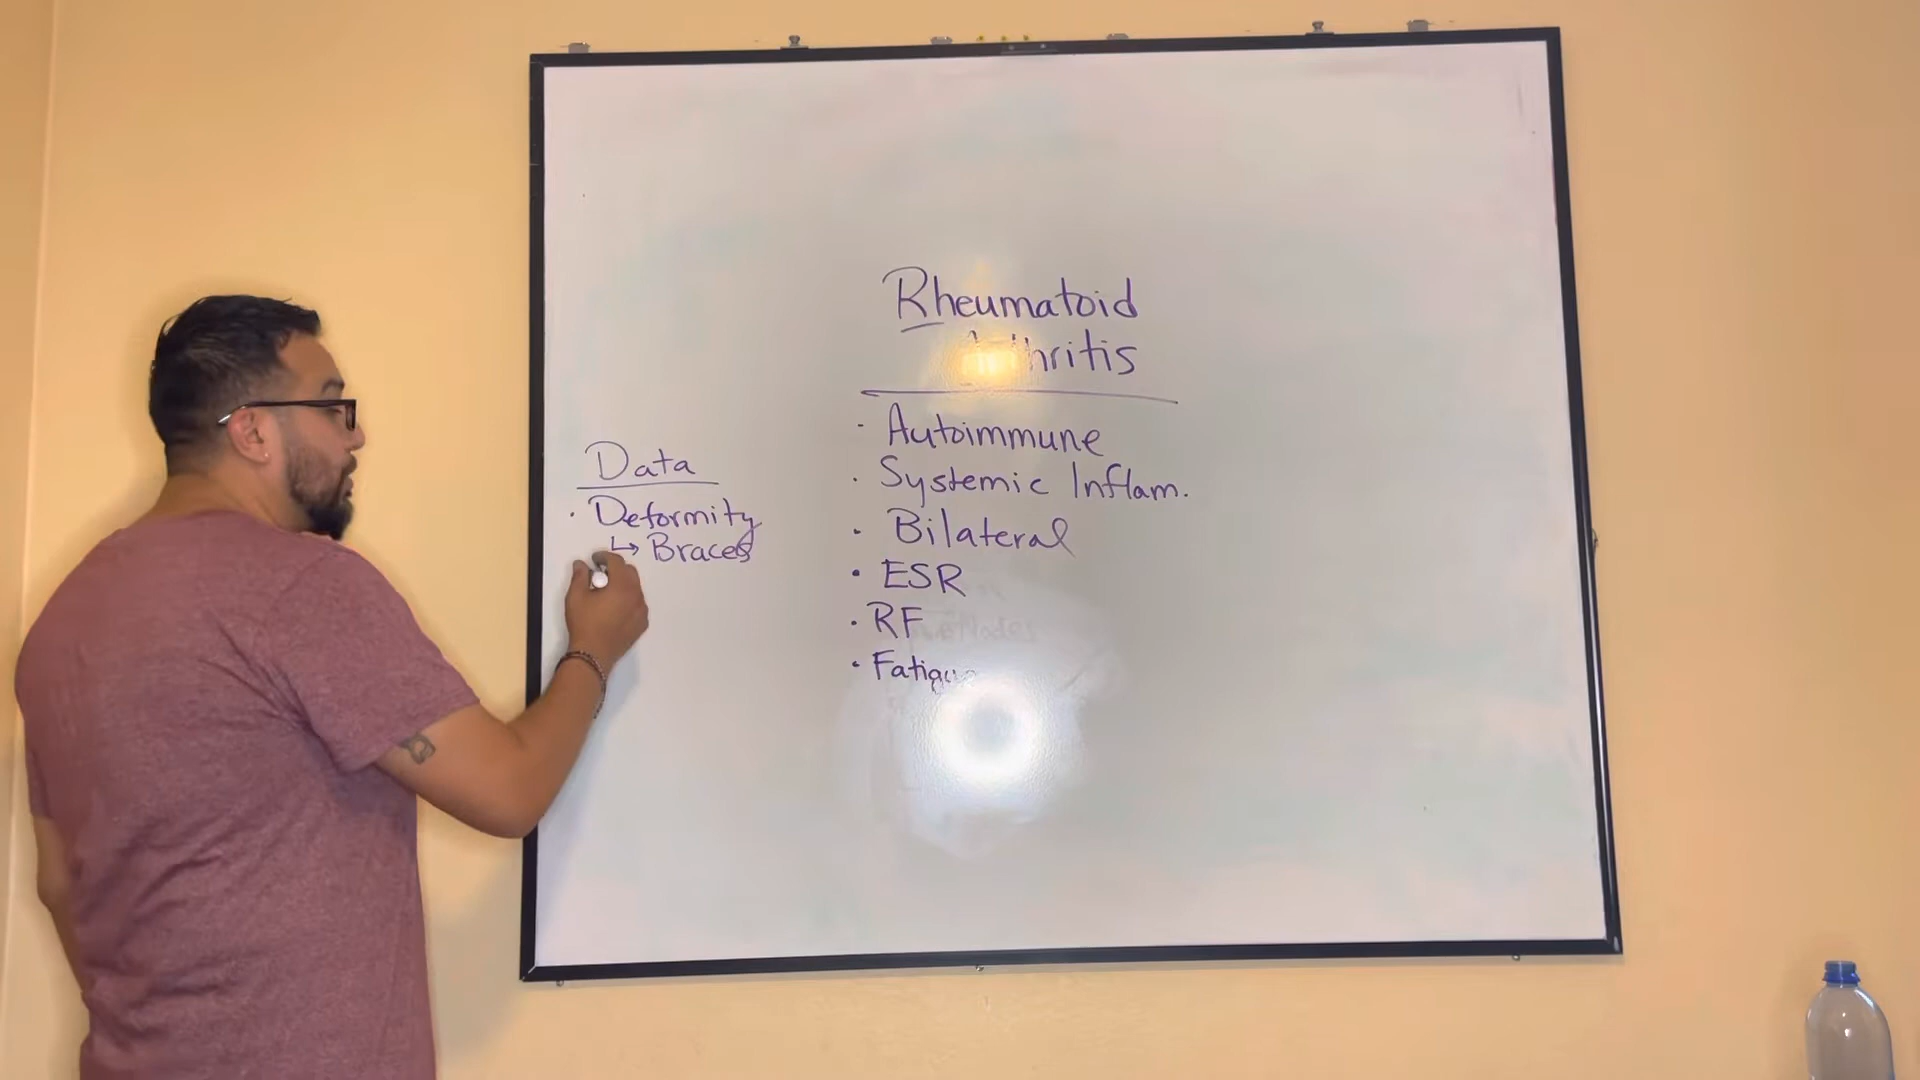 Rheumatoid
Arthritis
· Autoimmune
· Systemic Inflam.
· Bilateral
· ESR
· RF
· Fatigue
Data
· Deformity
↳ Braces